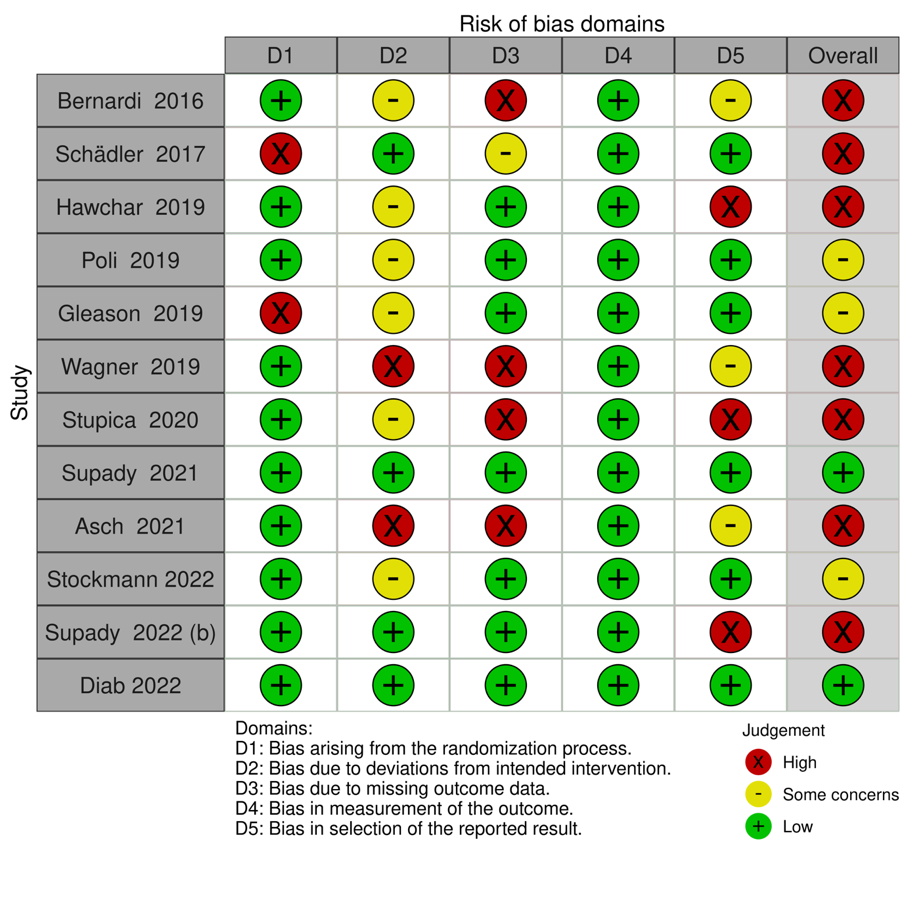 Risk of bias domains
D1 D2 D3 D4 D5 Overall
Study
Bernardi 2016 + - X + - X
Schädler 2017 X + - + + X
Hawchar 2019 + - + + X X
Poli 2019 + - + + + -
Gleason 2019 X - + + + -
Wagner 2019 + X X + - X
Stupica 2020 + - X + X X
Supady 2021 + + + + + +
Asch 2021 + X X + - X
Stockmann 2022 + - + + + -
Supady 2022 (b) + + + + X X
Diab 2022 + + + + + +
Domains:
D1: Bias arising from the randomization process.
D2: Bias due to deviations from intended intervention.
D3: Bias due to missing outcome data.
D4: Bias in measurement of the outcome.
D5: Bias in selection of the reported result.
Judgement
X High
- Some concerns
+ Low